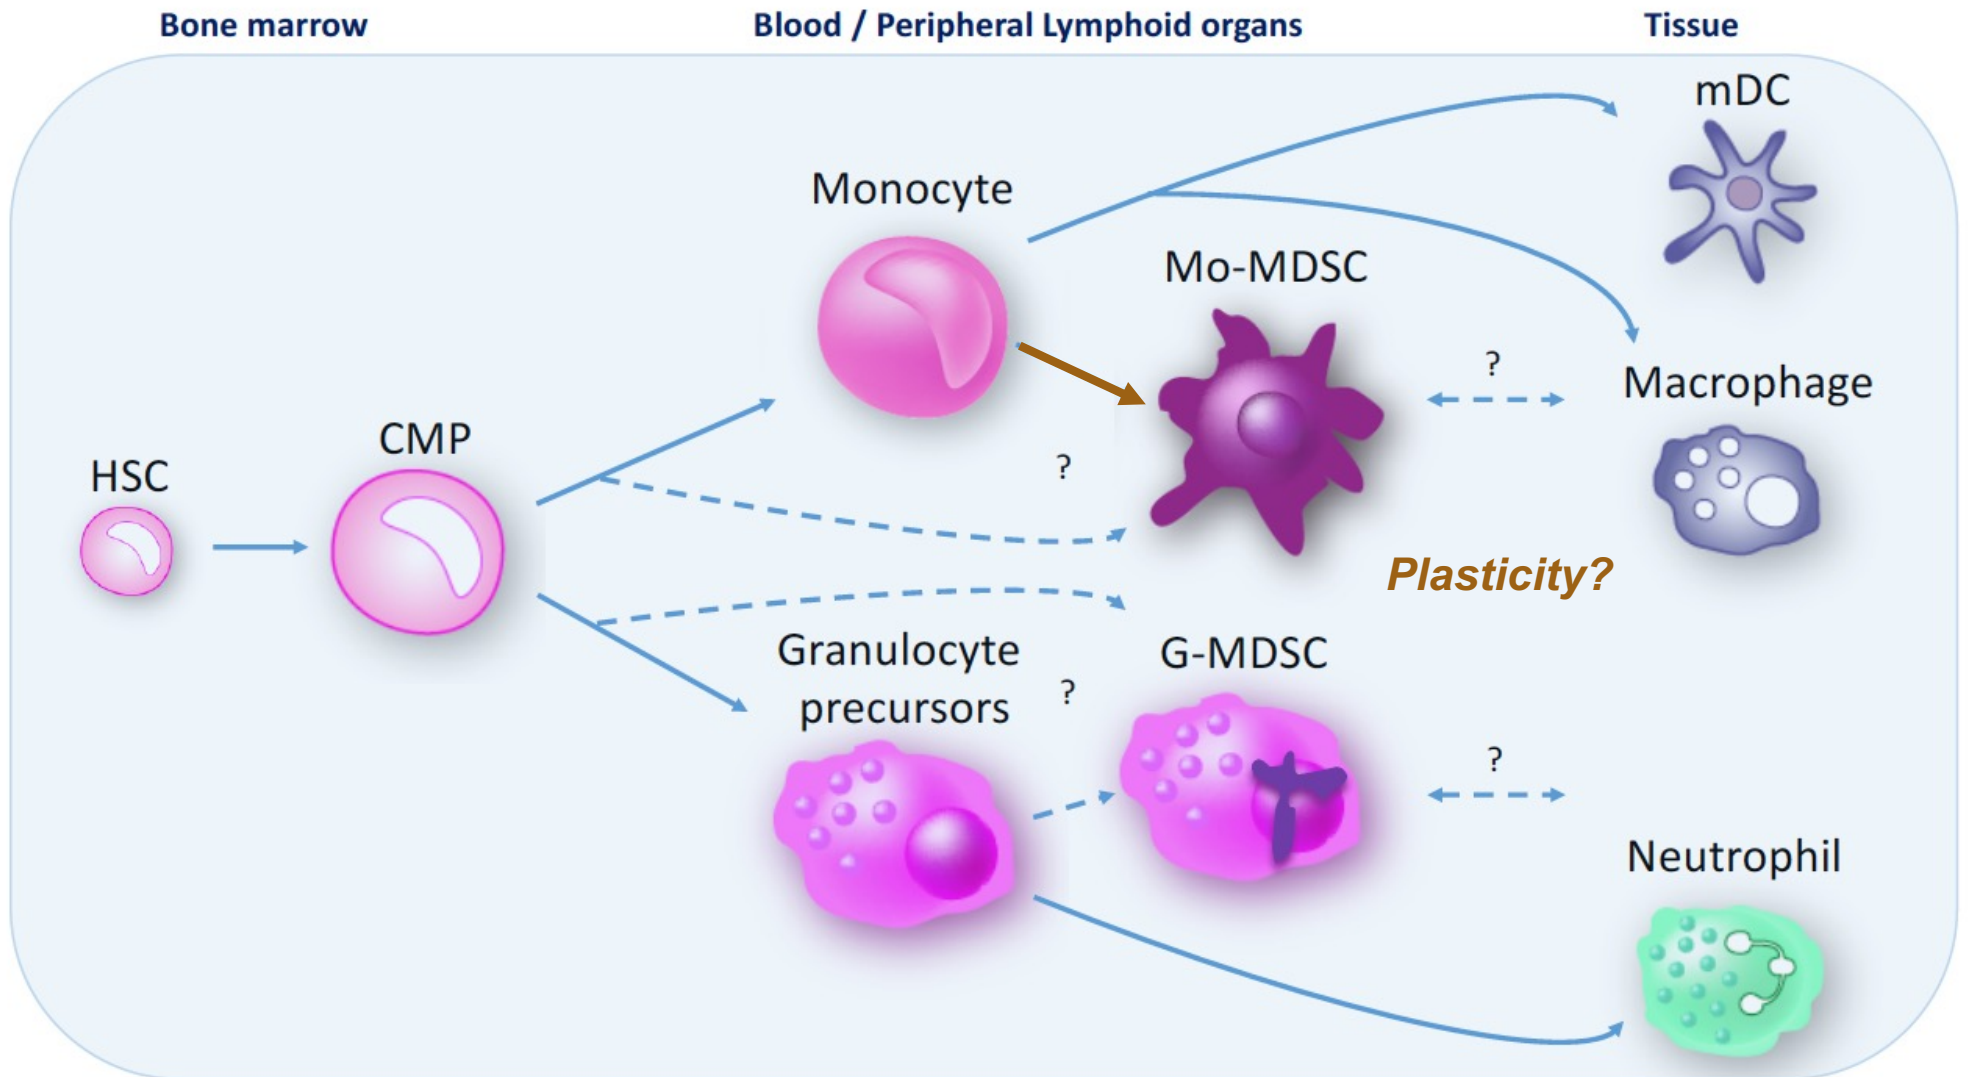 Bone marrow
Blood / Peripheral Lymphoid organs
Tissue
mDC
Monocyte
Mo-MDSC
?
Macrophage
CMP
HSC
?
Plasticity?
Granulocyte
precursors
?
G-MDSC
?
Neutrophil